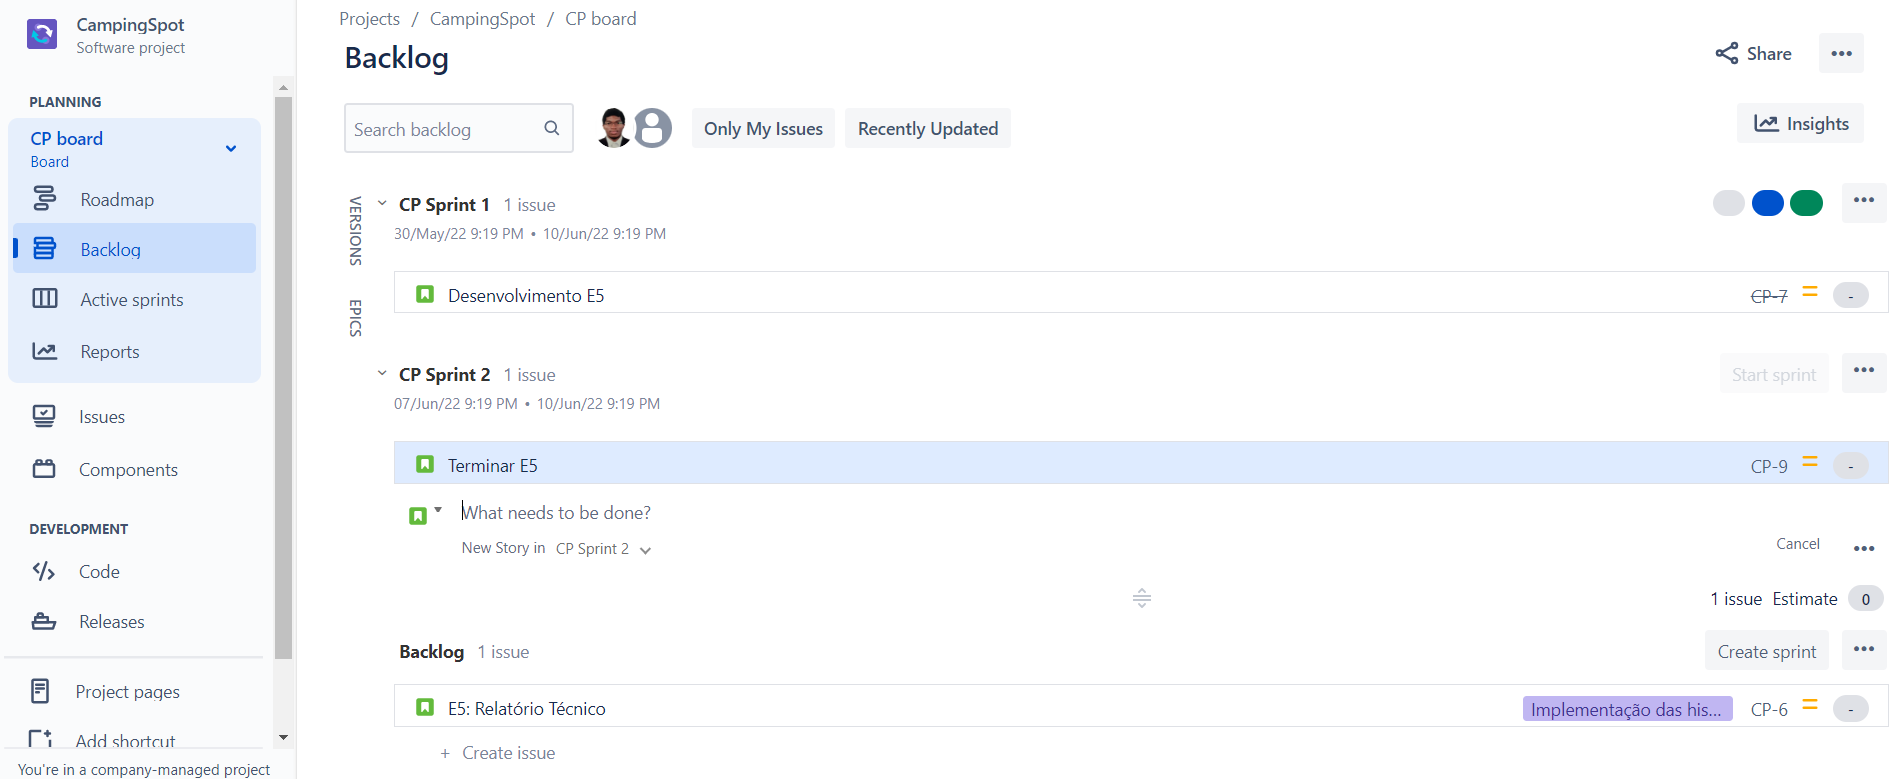 CampingSpot
Software project
PLANNING
CP board
Board
Roadmap
Backlog
Active sprints
Reports
Issues
Components
DEVELOPMENT
Code
Releases
Project pages
Add shortcut
You're in a company-managed project
Projects / CampingSpot / CP board
Backlog
Share
Search backlog
Only My Issues
Recently Updated
Insights
VERSIONS
EPICS
CP Sprint 1 1 issue
30/May/22 9:19 PM • 10/Jun/22 9:19 PM
Desenvolvimento E5 CP-7 -
CP Sprint 2 1 issue
Start sprint
07/Jun/22 9:19 PM • 10/Jun/22 9:19 PM
Terminar E5 CP-9 -
What needs to be done?
New Story in CP Sprint 2
Cancel
1 issue Estimate 0
Backlog 1 issue
Create sprint
E5: Relatório Técnico Implementação das his... CP-6 -
+ Create issue